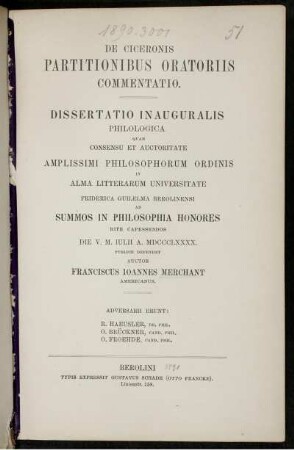 1890.3001
51
DE CICERONIS
PARTITIONIBUS ORATORIIS
COMMENTATIO.
DISSERTATIO INAUGURALIS
PHILOLOGICA
QUAM
CONSENSU ET AUCTORITATE
AMPLISSIMI PHILOSOPHORUM ORDINIS
IN
ALMA LITTERARUM UNIVERSITATE
FRIDERICA GUILELMA BEROLINENSI
AD
SUMMOS IN PHILOSOPHIA HONORES
RITE CAPESSENDOS
DIE V. M. IULII A. MDCCCLXXXX.
PUBLICE DEFENDET
AUCTOR
FRANCISCUS IOANNES MERCHANT
AMERICANUS.
ADVERSARII ERUNT:
R. HAEUSLER, DR. PHIL.
O. BRÜCKNER, CAND. PHIL.
O. FROEHDE, CAND. PHIL.
BEROLINI
1890
TYPIS EXPRESSIT GUSTAVUS SCHADE (OTTO FRANCKE).
Linienstr. 158.